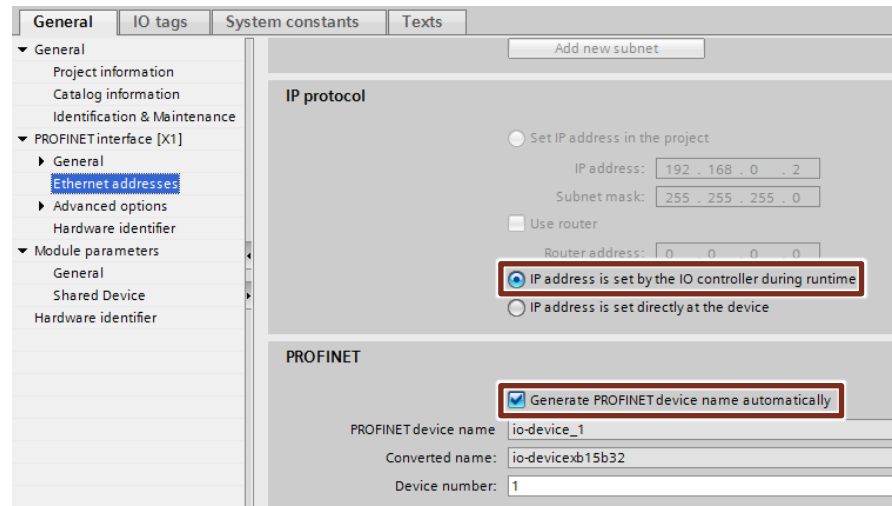 General IO tags System constants Texts
General
Project information
Catalog information
Identification & Maintenance
PROFINET interface [X1]
General
Ethernet addresses
Advanced options
Hardware identifier
Module parameters
General
Shared Device
Hardware identifier
Add new subnet
IP protocol
Set IP address in the project
IP address: 192 . 168 . 0 . 2
Subnet mask: 255 . 255 . 255 . 0
Use router
Router address: 0 . 0 . 0 . 0
IP address is set by the IO controller during runtime
IP address is set directly at the device
PROFINET
Generate PROFINET device name automatically
PROFINET device name io-device_1
Converted name: io-devicexb15b32
Device number: 1